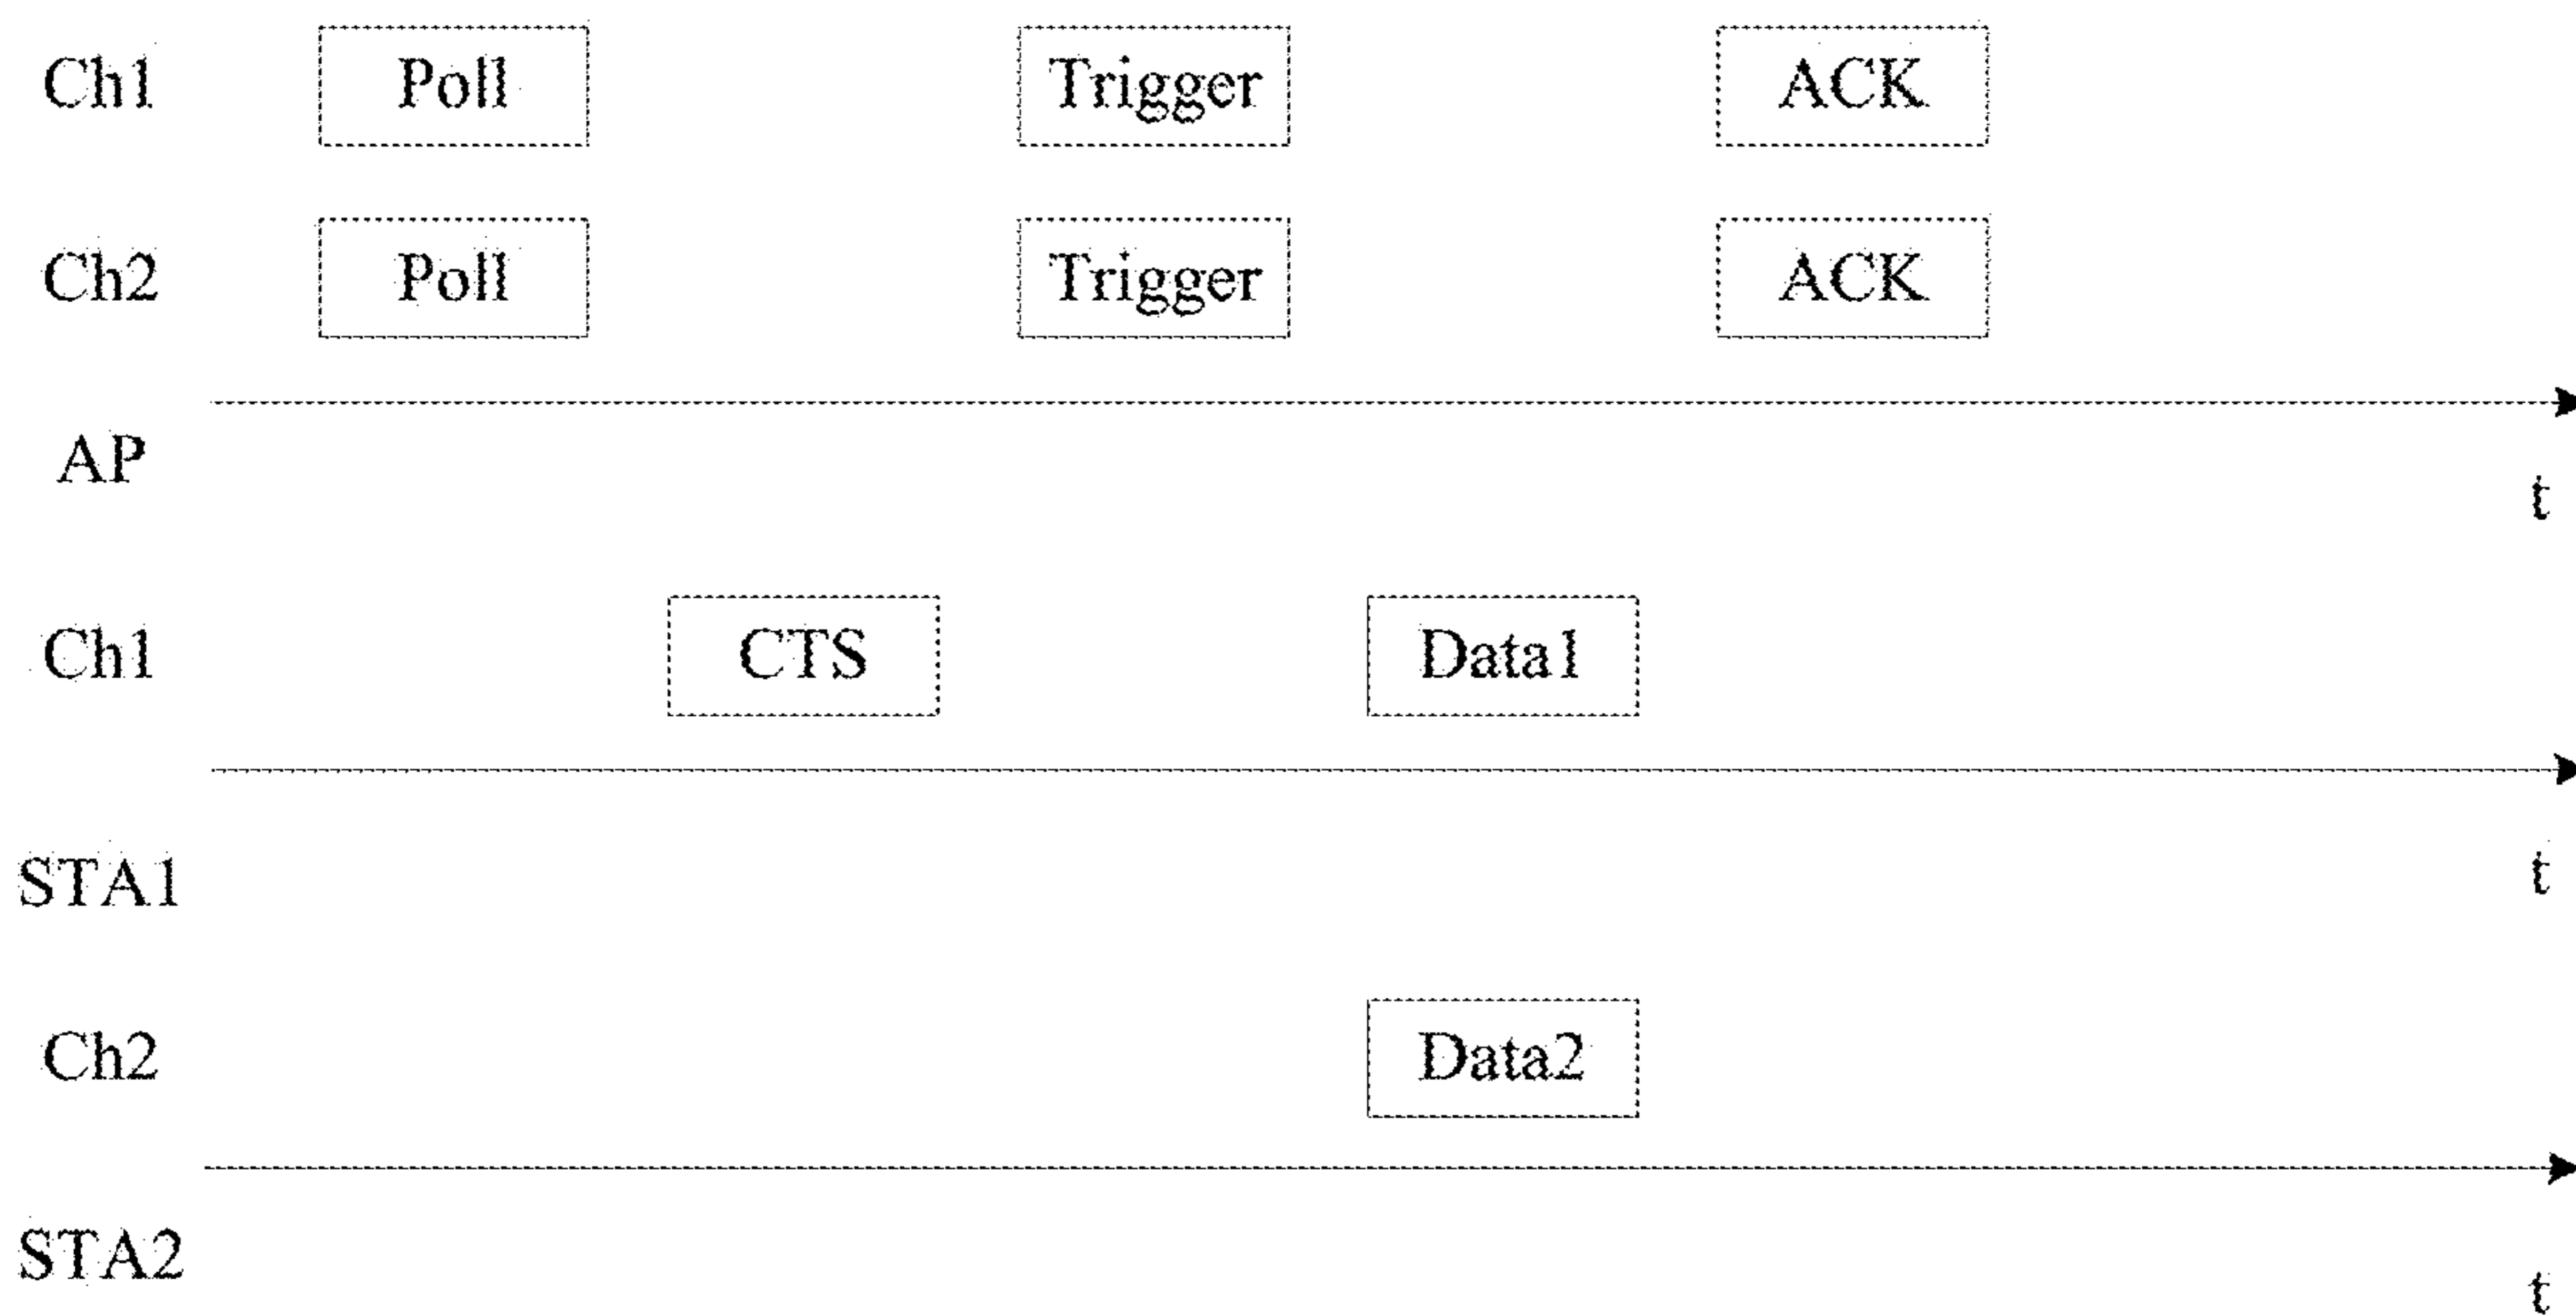 Ch1 Poll Trigger ACK
Ch2 Poll Trigger ACK
AP
t
Ch1 CTS Data1
STA1
t
Ch2 Data2
STA2
t